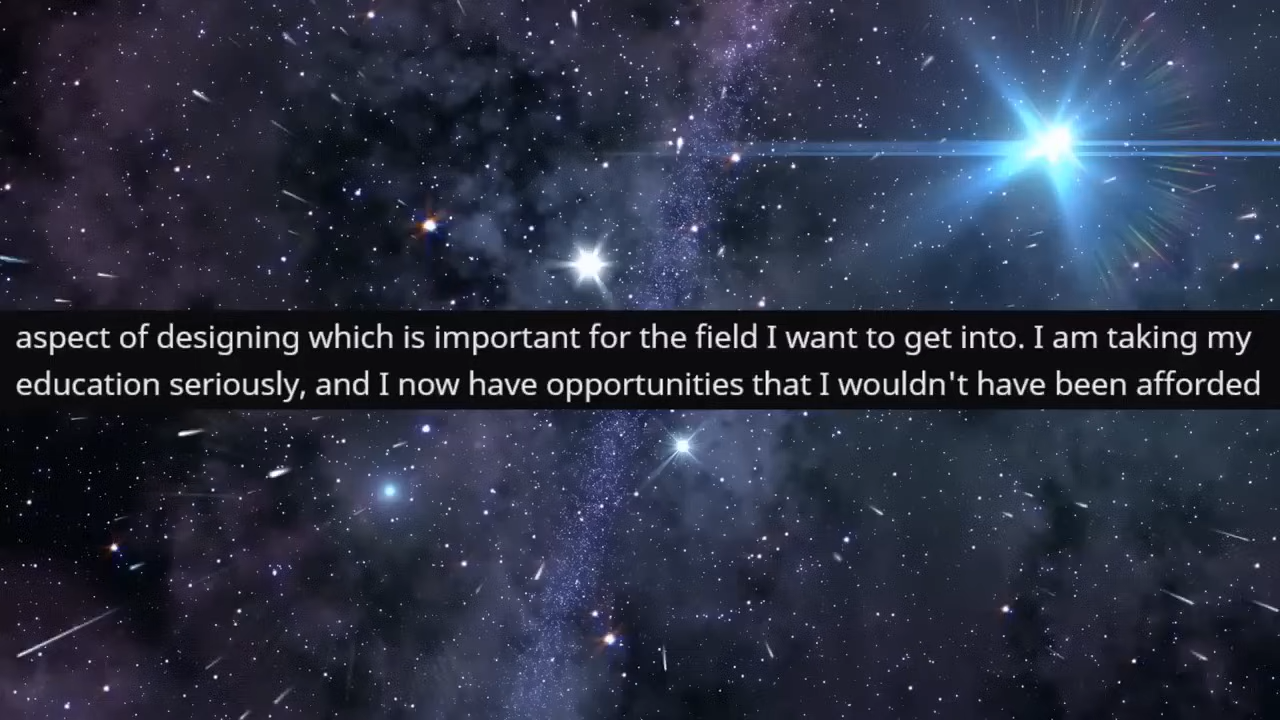 aspect of designing which is important for the field I want to get into. I am taking my
education seriously, and I now have opportunities that I wouldn't have been afforded